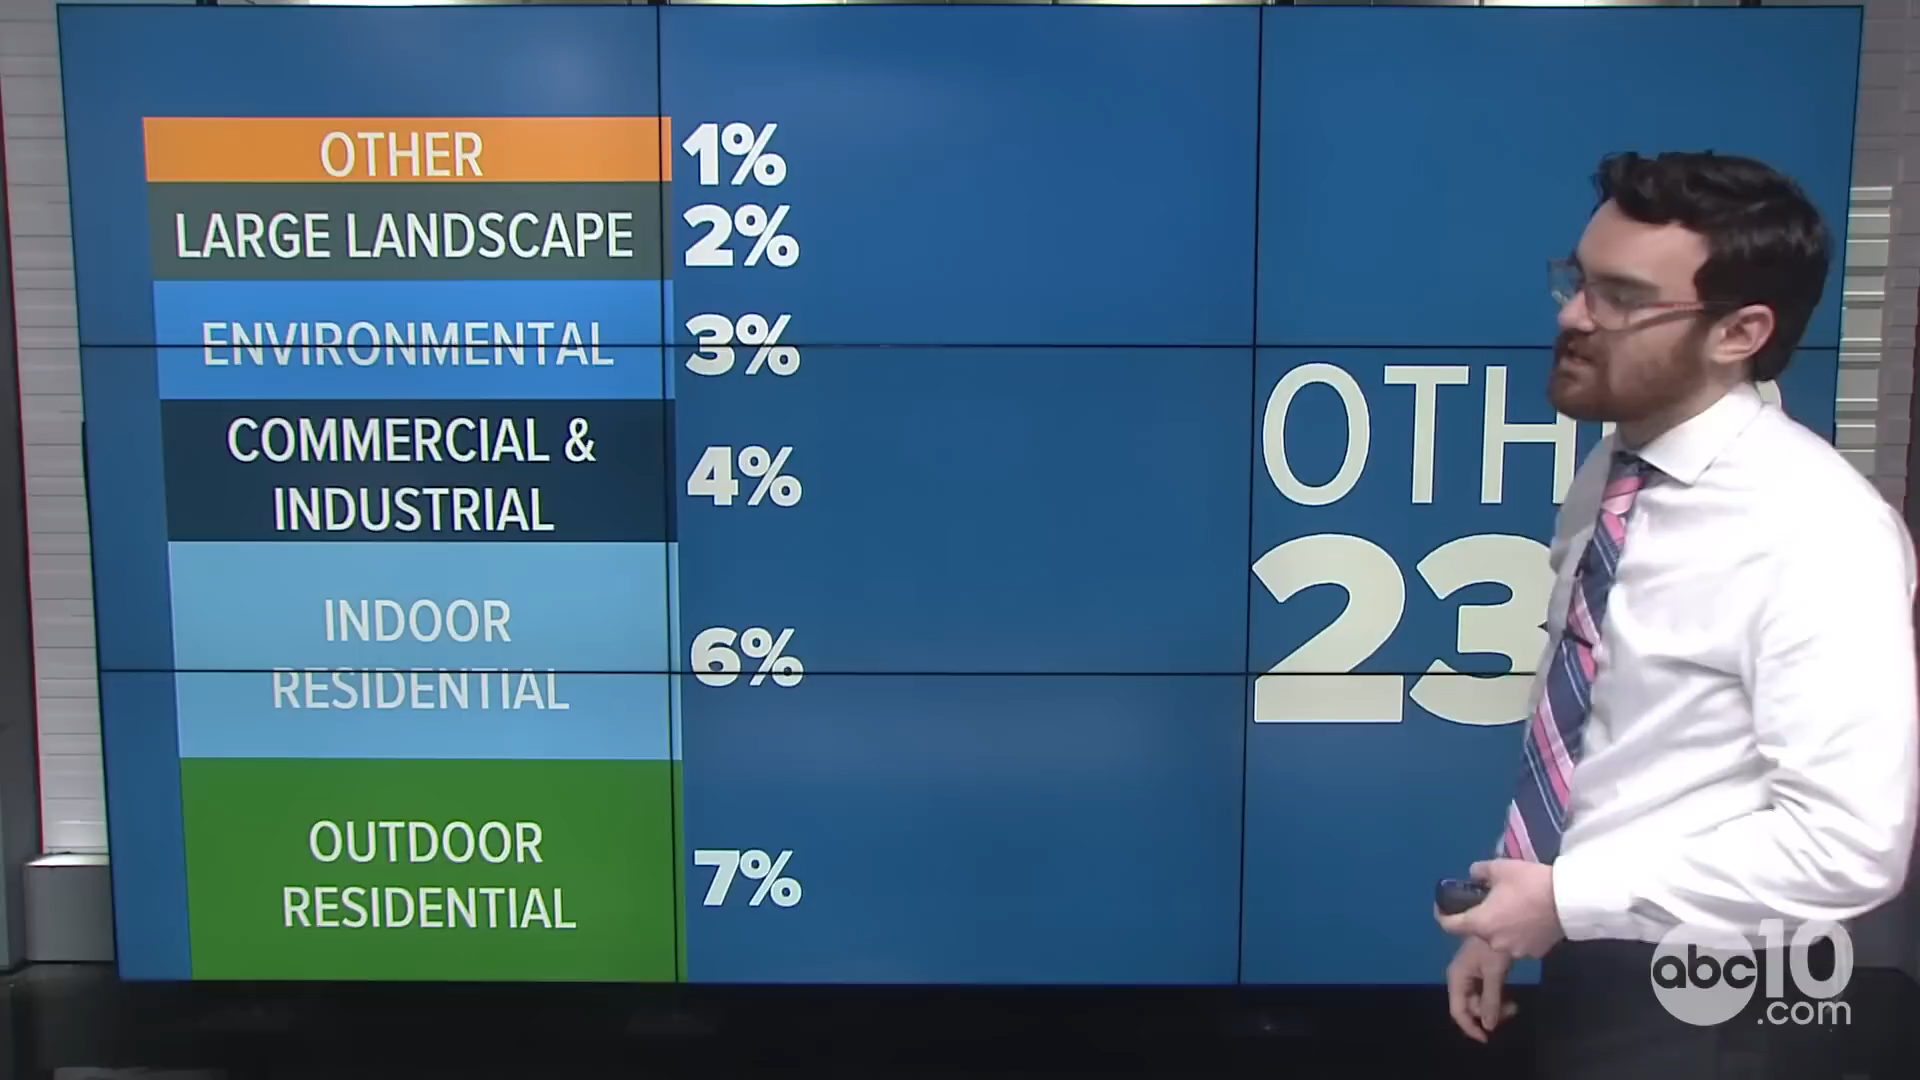 OTHER 1%
LARGE LANDSCAPE 2%
ENVIRONMENTAL 3%
COMMERCIAL &
INDUSTRIAL 4%
INDOOR
RESIDENTIAL 6%
OUTDOOR
RESIDENTIAL 7%
OTH
23
abc10
.com